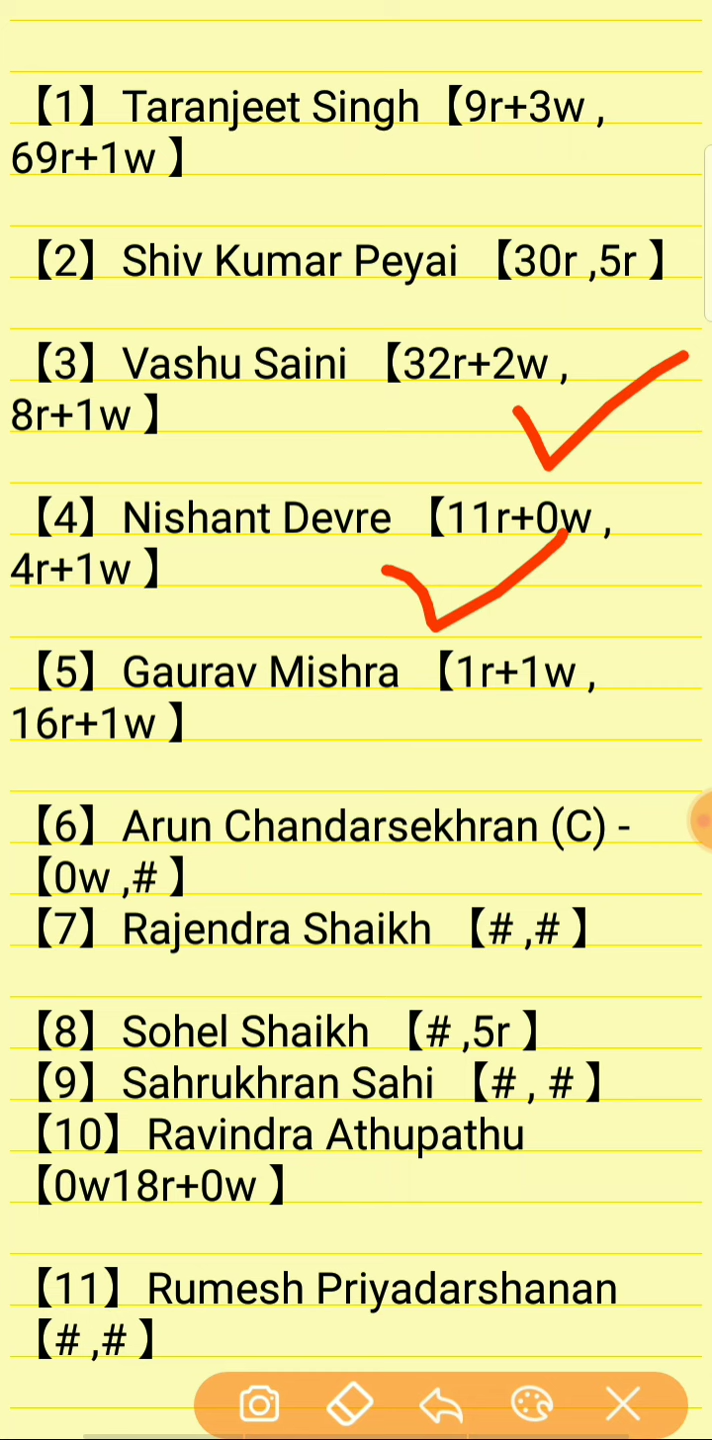 【1】 Taranjeet Singh 【9r+3w ,
69r+1w 】
【2】 Shiv Kumar Peyai 【30r ,5r 】
【3】 Vashu Saini 【32r+2w ,
8r+1w 】
【4】 Nishant Devre 【11r+0w ,
4r+1w 】
【5】 Gaurav Mishra 【1r+1w ,
16r+1w 】
【6】 Arun Chandarsekhran (C) -
【0w ,# 】
【7】 Rajendra Shaikh 【# ,# 】
【8】 Sohel Shaikh 【# ,5r 】
【9】 Sahrukhran Sahi 【# , # 】
【10】 Ravindra Athupathu
【0w18r+0w 】
【11】 Rumesh Priyadarshanan
【# ,# 】